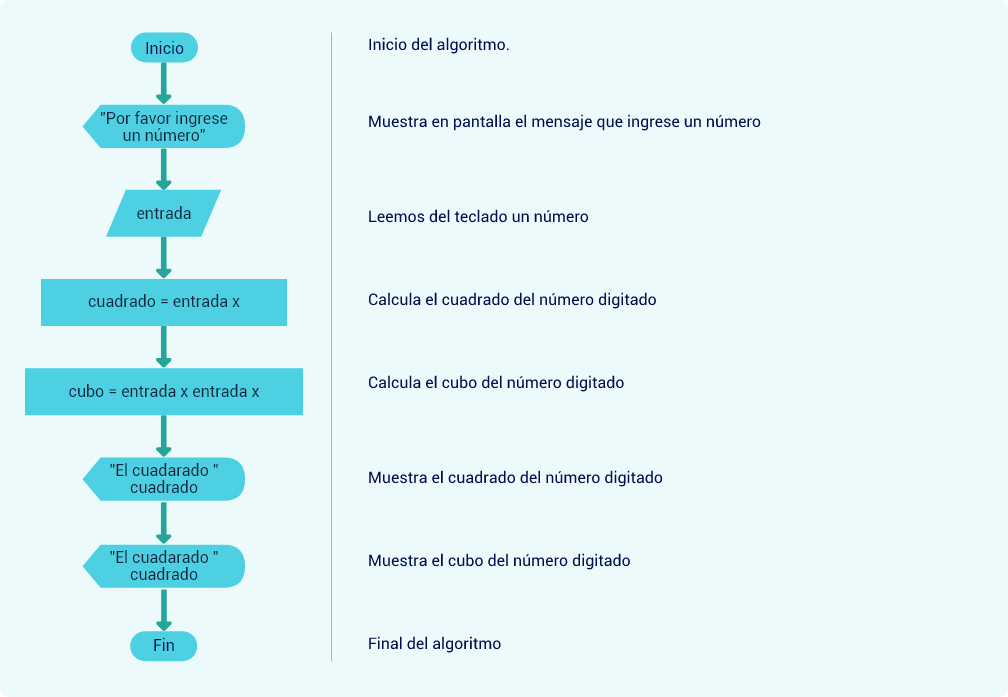 Inicio
Inicio del algoritmo.
"Por favor ingrese
un número"
Muestra en pantalla el mensaje que ingrese un número
entrada
Leemos del teclado un número
cuadrado = entrada x
Calcula el cuadrado del número digitado
cubo = entrada x entrada x
Calcula el cubo del número digitado
"El cuadarado "
cuadrado
Muestra el cuadrado del número digitado
"El cuadarado "
cuadrado
Muestra el cubo del número digitado
Fin
Final del algoritmo